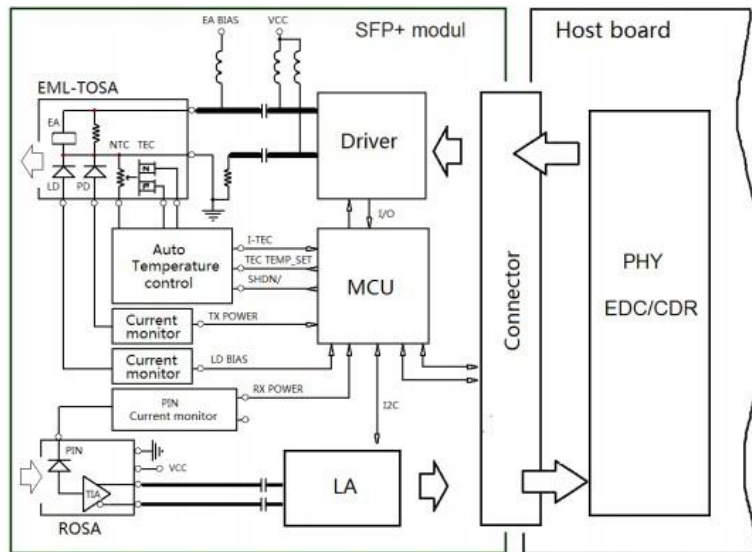 EA BIAS
VCC
SFP+ modul
Host board
EML-TOSA
EA
NTC TEC
N
P
LD
PD
Driver
I/O
Auto
Temperature
control
I-TEC
TEC TEMP_SET
SHDN/
MCU
Connector
PHY
EDC/CDR
Current
monitor
TX POWER
Current
monitor
LD BIAS
PIN
Current monitor
RX POWER
I2C
PIN
VCC
TIA
LA
ROSA